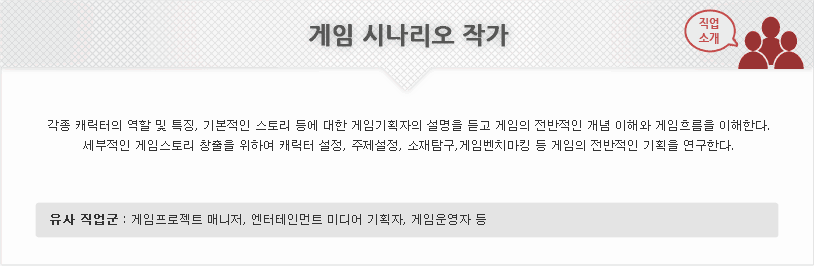 게임 시나리오 작가
직업
소개
각종 캐릭터의 역할 및 특징, 기본적인 스토리 등에 대한 게임기획자의 설명을 듣고 게임의 전반적인 개념 이해와 게임흐름을 이해한다.
세부적인 게임스토리 창출을 위하여 캐릭터 설정, 주제설정, 소재탐구,게임벤치마킹 등 게임의 전반적인 기획을 연구한다.
유사 직업군 : 게임프로젝트 매니저, 엔터테인먼트 미디어 기획자, 게임운영자 등